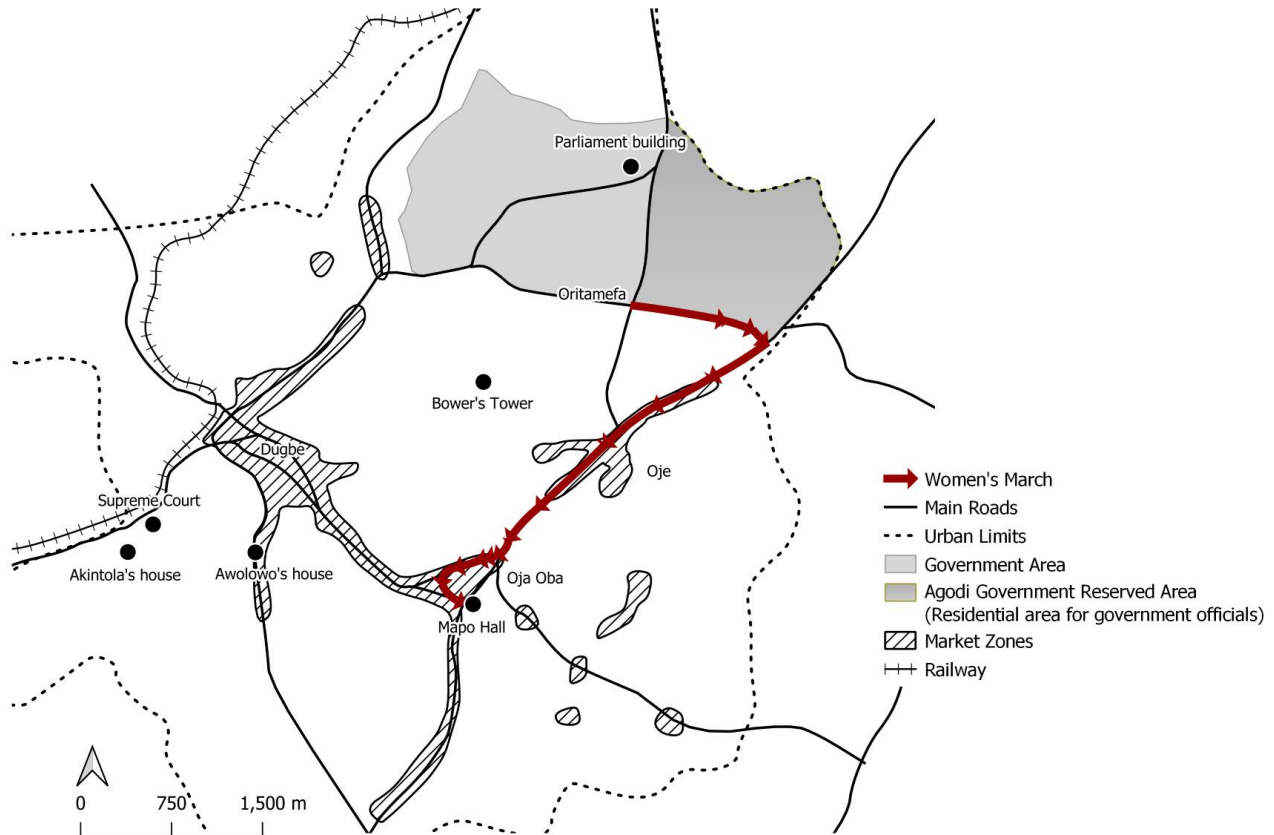 Parliament building
Oritamefa
Bower's Tower
Dugbe
Oje
Supreme Court
Akintola's house
Awolowo's house
Oja Oba
Mapo Hall
Women's March
Main Roads
Urban Limits
Government Area
Agodi Government Reserved Area
(Residential area for government officials)
Market Zones
Railway
0 750 1,500 m